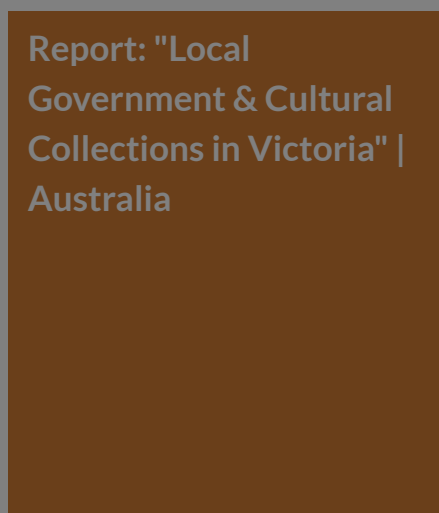 Report: "Local
Government & Cultural
Collections in Victoria" |
Australia